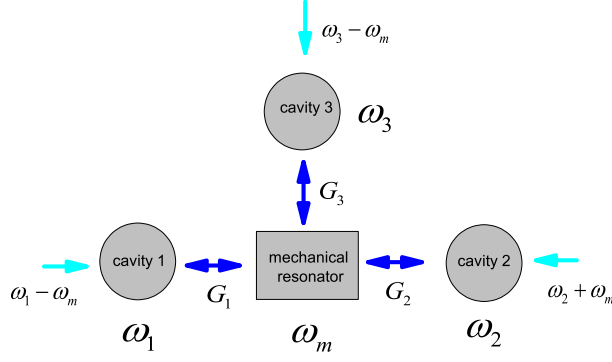 ω₃ − ωₘ
cavity 3
ω₃
G₃
cavity 1
mechanical
resonator
cavity 2
ω₁ − ωₘ
G₁
G₂
ω₂ + ωₘ
ω₁
ωₘ
ω₂